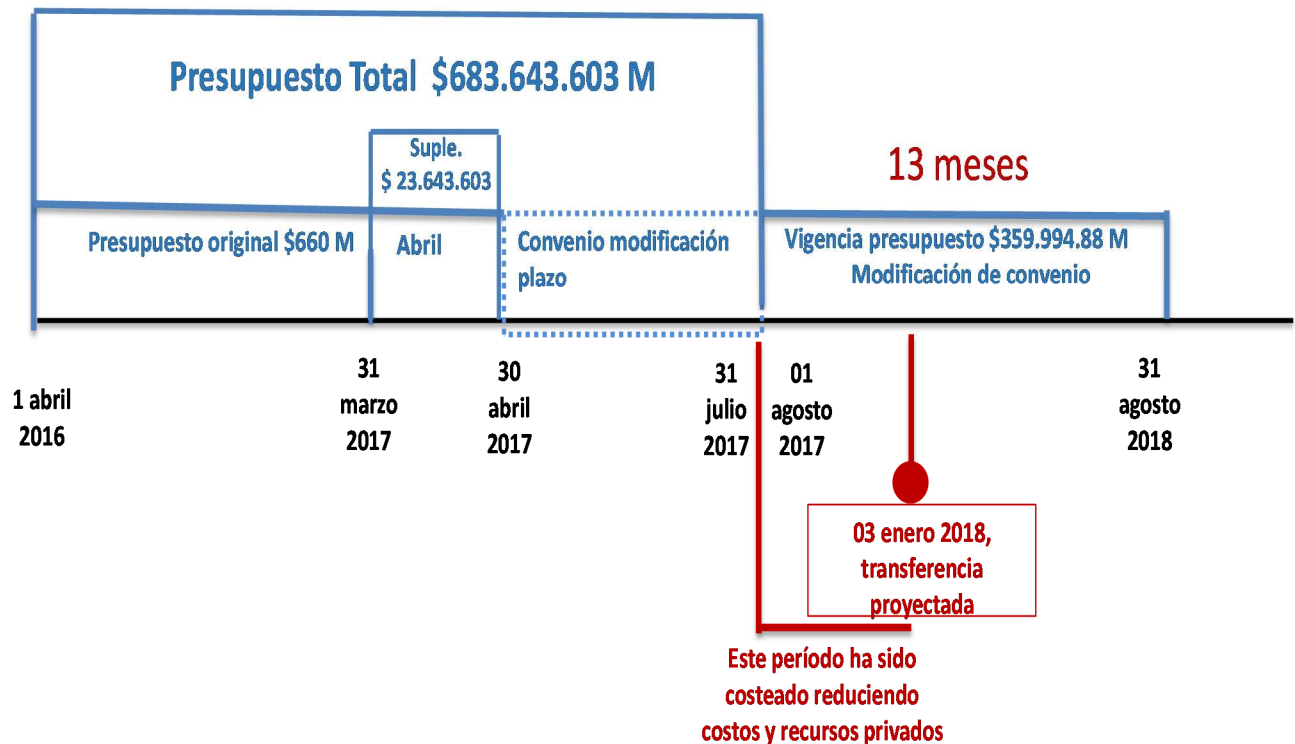 Presupuesto Total $683.643.603 M
Suple.
$ 23.643.603
13 meses
Presupuesto original $660 M
Abril
Convenio modificación
plazo
Vigencia presupuesto $359.994.88 M
Modificación de convenio
1 abril
2016
31
marzo
2017
30
abril
2017
31
julio
2017
01
agosto
2017
31
agosto
2018
03 enero 2018,
transferencia
proyectada
Este período ha sido
costeado reduciendo
costos y recursos privados